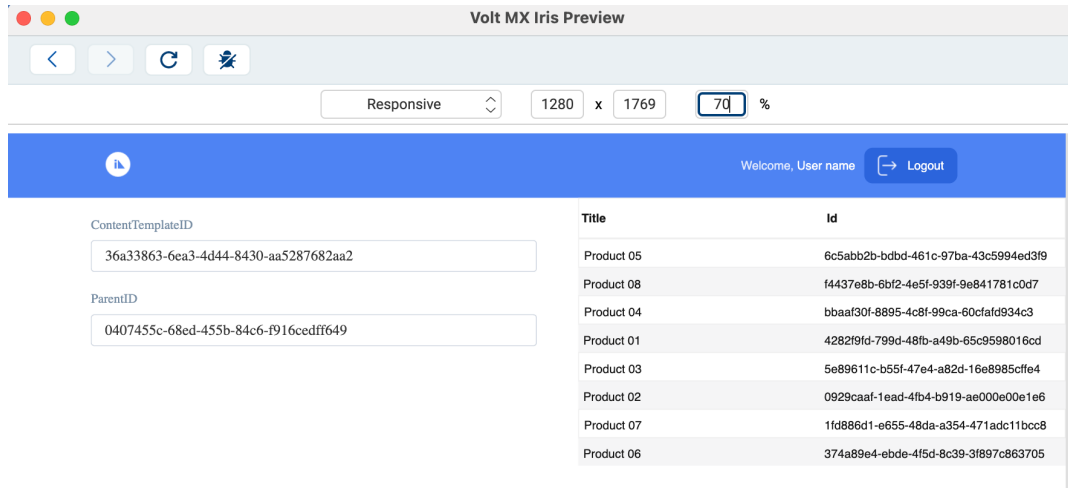 Volt MX Iris Preview
Responsive 1280 x 1769 70 %
Welcome, User name Logout
ContentTemplateID
36a33863-6ea3-4d44-8430-aa5287682aa2
ParentID
0407455c-68ed-455b-84c6-f916cedff649
Title Id
Product 05 6c5abb2b-bdbd-461c-97ba-43c5994ed3f9
Product 08 f4437e8b-6bf2-4e5f-939f-9e841781c0d7
Product 04 bbaaf30f-8895-4c8f-99ca-60cfafd934c3
Product 01 4282f9fd-799d-48fb-a49b-65c9598016cd
Product 03 5e89611c-b55f-47e4-a82d-16e8985cffe4
Product 02 0929caaf-1ead-4fb4-b919-ae000e00e1e6
Product 07 1fd886d1-e655-48da-a354-471adc11bcc8
Product 06 374a89e4-ebde-4f5d-8c39-3f897c863705